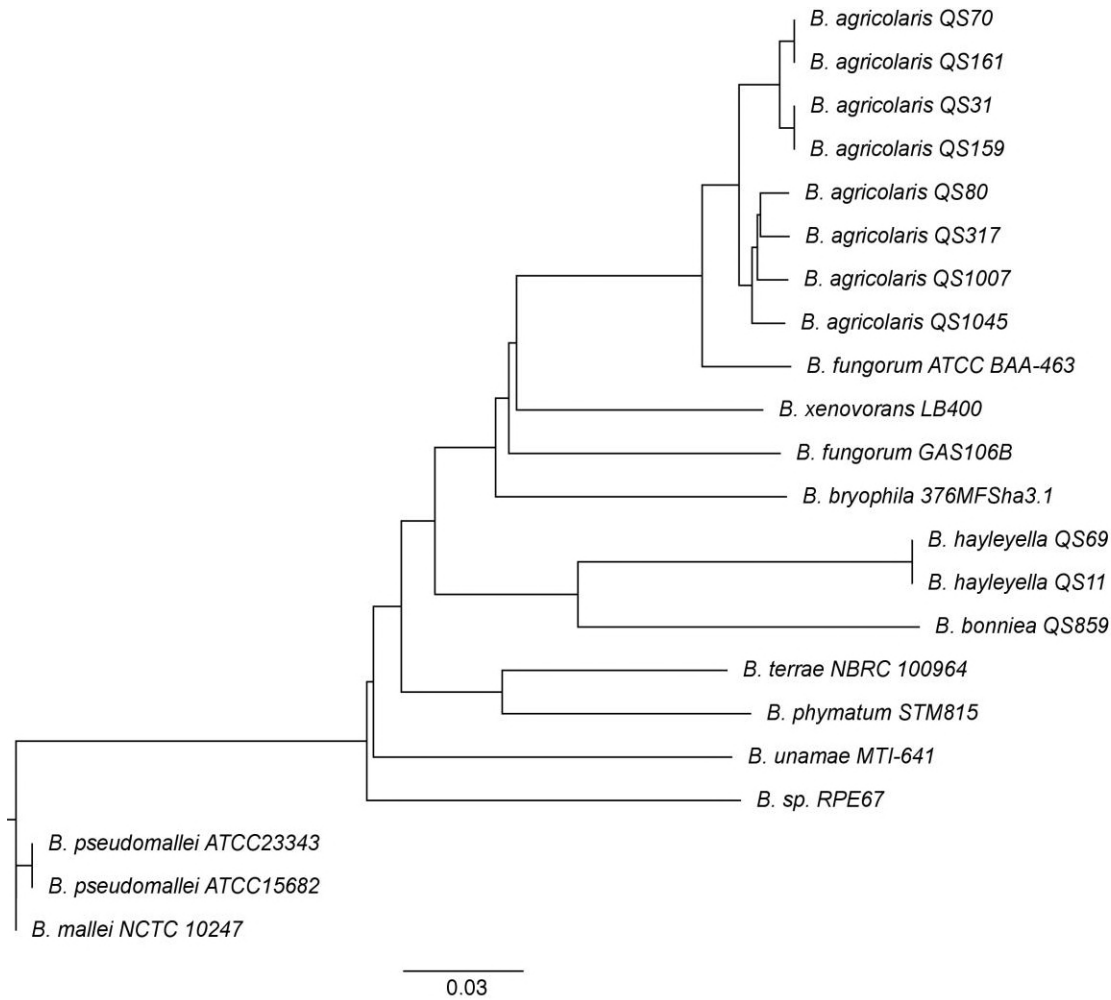 B. agricolaris QS70
B. agricolaris QS161
B. agricolaris QS31
B. agricolaris QS159
B. agricolaris QS80
B. agricolaris QS317
B. agricolaris QS1007
B. agricolaris QS1045
B. fungorum ATCC BAA-463
B. xenovorans LB400
B. fungorum GAS106B
B. bryophila 376MFSha3.1
B. hayleyella QS69
B. hayleyella QS11
B. bonniea QS859
B. terrae NBRC 100964
B. phymatum STM815
B. unamae MTI-641
B. sp. RPE67
B. pseudomallei ATCC23343
B. pseudomallei ATCC15682
B. mallei NCTC 10247
0.03